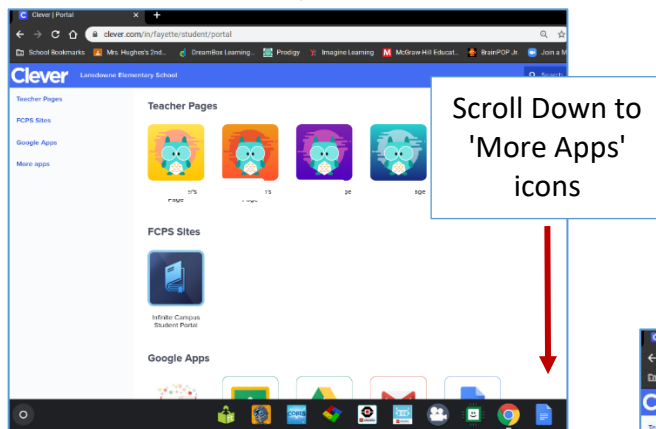 Clever | Portal
clever.com/in/fayette/student/portal
School Bookmarks Mrs. Hughes's 2nd... DreamBox Learning... Prodigy Imagine Learning McGraw-Hill Educat... BrainPOP Jr. Join a M
Clever Lansdowne Elementary School Search
Teacher Pages
FCPS Sites
Google Apps
More apps
Teacher Pages
FCPS Sites
Infinite Campus
Student Portal
Google Apps
Scroll Down to
'More Apps'
icons